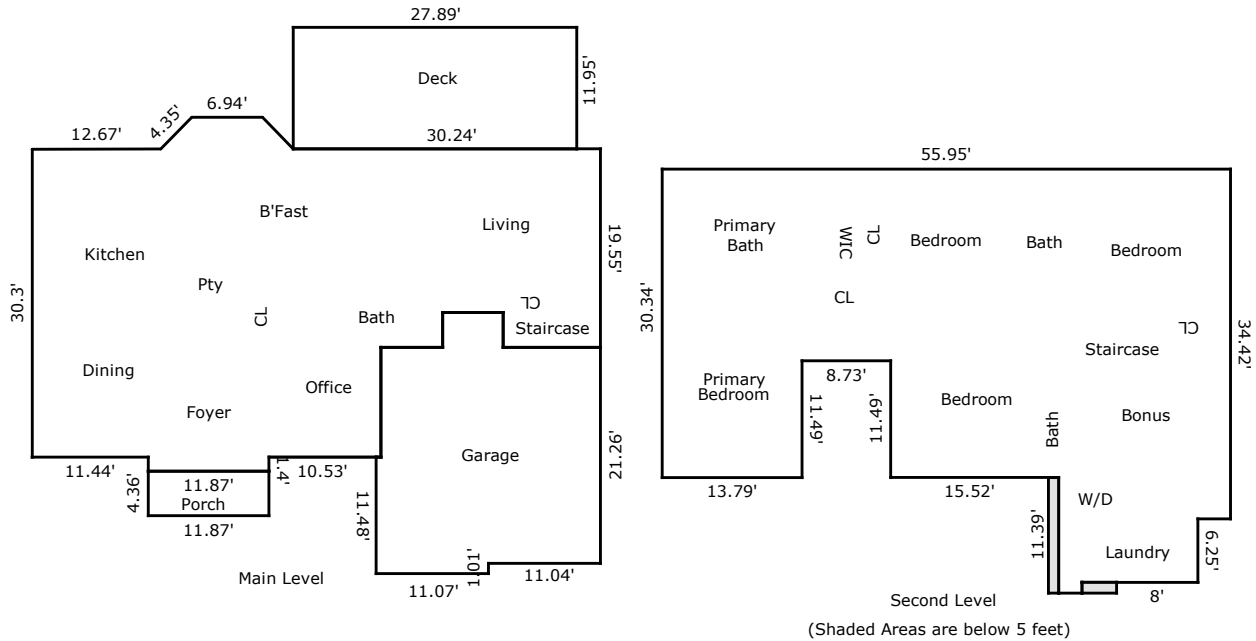 27.89'
Deck
11.95'
6.94'
4.35'
12.67'
30.24'
B'Fast
Living
Kitchen
Pty
CL
Bath
CL
Staircase
19.55'
30.3'
Dining
Office
Foyer
Garage
21.26'
11.44'
4.36'
11.87'
Porch
11.87'
1.4'
10.53'
11.48'
1.01'
11.07'
11.04'
Main Level
55.95'
Primary
Bath
WIC
CL
Bedroom
Bath
Bedroom
CL
30.34'
CL
Staircase
34.42'
8.73'
Primary
Bedroom
11.49'
11.49'
Bedroom
Bath
Bonus
13.79'
15.52'
11.39'
W/D
Laundry
6.25'
8'
Second Level
(Shaded Areas are below 5 feet)